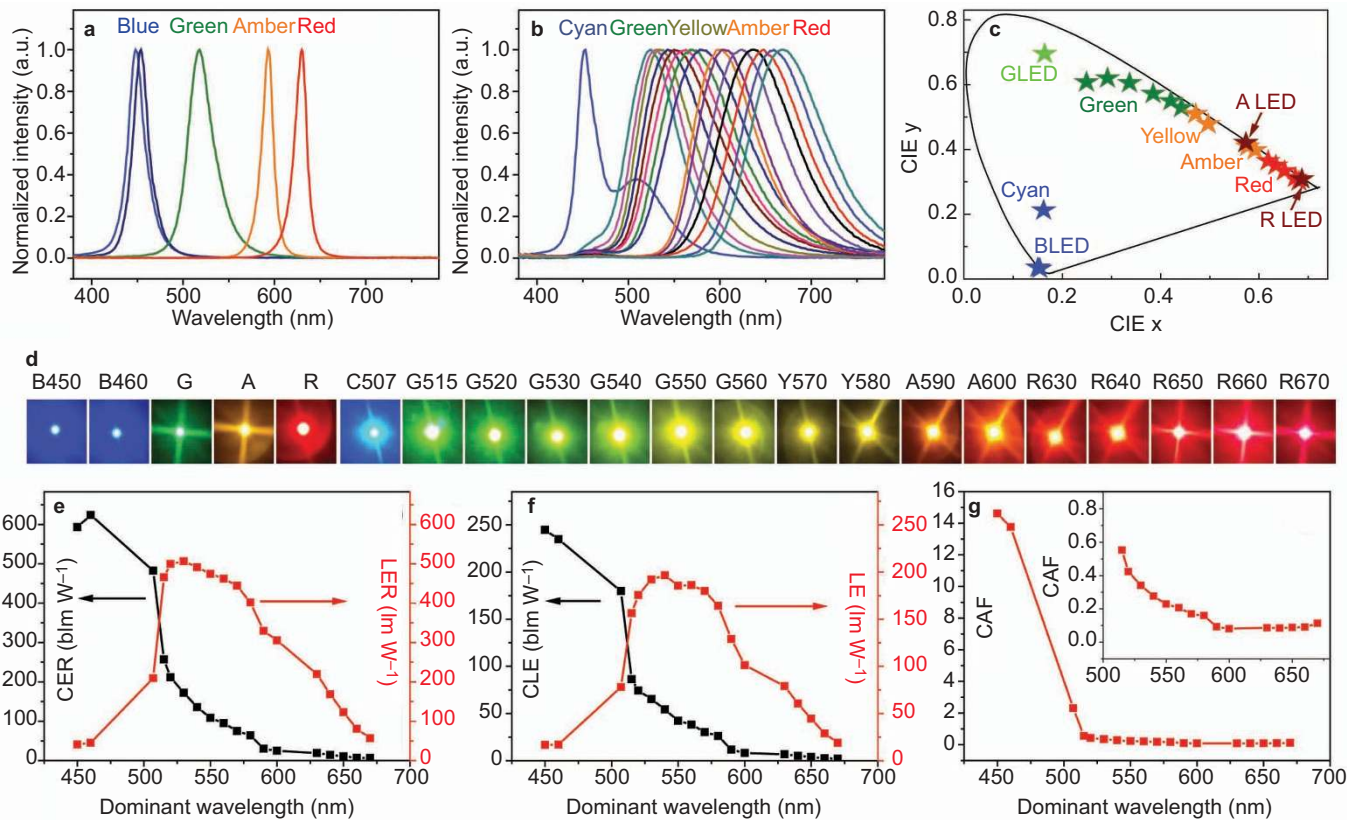 a
Blue Green Amber Red
Normalized intensity (a.u.)
1.0
0.8
0.6
0.4
0.2
0.0
400 500 600 700
Wavelength (nm)
b
Cyan Green Yellow Amber Red
Normalized intensity (a.u.)
1.0
0.8
0.6
0.4
0.2
0.0
400 500 600 700
Wavelength (nm)
c
CIE y
0.8
0.6
0.4
0.2
0.0
GLED
Green
A LED
Yellow
Amber
Red
Cyan
R LED
BLED
0.0 0.2 0.4 0.6
CIE x
d
B450 B460 G A R C507 G515 G520 G530 G540 G550 G560 Y570 Y580 A590 A600 R630 R640 R650 R660 R670
e
CER (blm W⁻¹)
600
500
400
300
200
100
0
LER (lm W⁻¹)
600
500
400
300
200
100
0
450 500 550 600 650 700
Dominant wavelength (nm)
f
CLE (blm W⁻¹)
250
200
150
100
50
0
LE (lm W⁻¹)
250
200
150
100
50
0
450 500 550 600 650 700
Dominant wavelength (nm)
g
CAF
16
14
12
10
8
6
4
2
0
CAF
0.8
0.6
0.4
0.2
0.0
500 550 600 650
450 500 550 600 650 700
Dominant wavelength (nm)